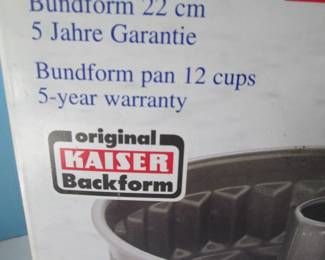 Bundform 22 cm
5 Jahre Garantie
Bundform pan 12 cups
5-year warranty
original
KAISER
Backform